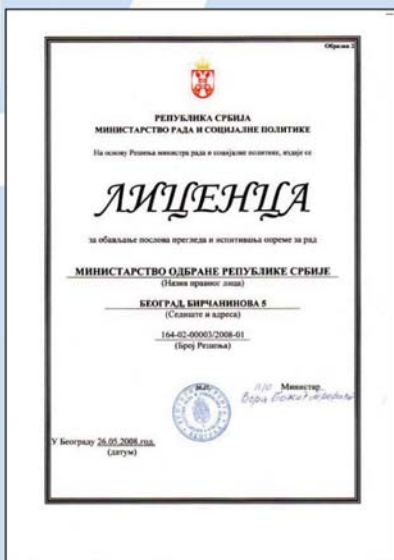 Образац 2
РЕПУБЛИКА СРБИЈА
МИНИСТАРСТВО РАДА И СОЦИЈАЛНЕ ПОЛИТИКЕ
На основу Решења министра рада и социјалне политике, издаје се
ЛИЦЕНЦА
за обављање послова прегледа и испитивања опреме за рад
МИНИСТАРСТВО ОДБРАНЕ РЕПУБЛИКЕ СРБИЈЕ
(Назив правног лица)
БЕОГРАД, БИРЧАНИНОВА 5
(Седиште и адреса)
164-02-00003/2008-01
(Број Решења)
М.П.
п/о Министар
Вера Божић
У Београду 26.05.2008.год.
(датум)